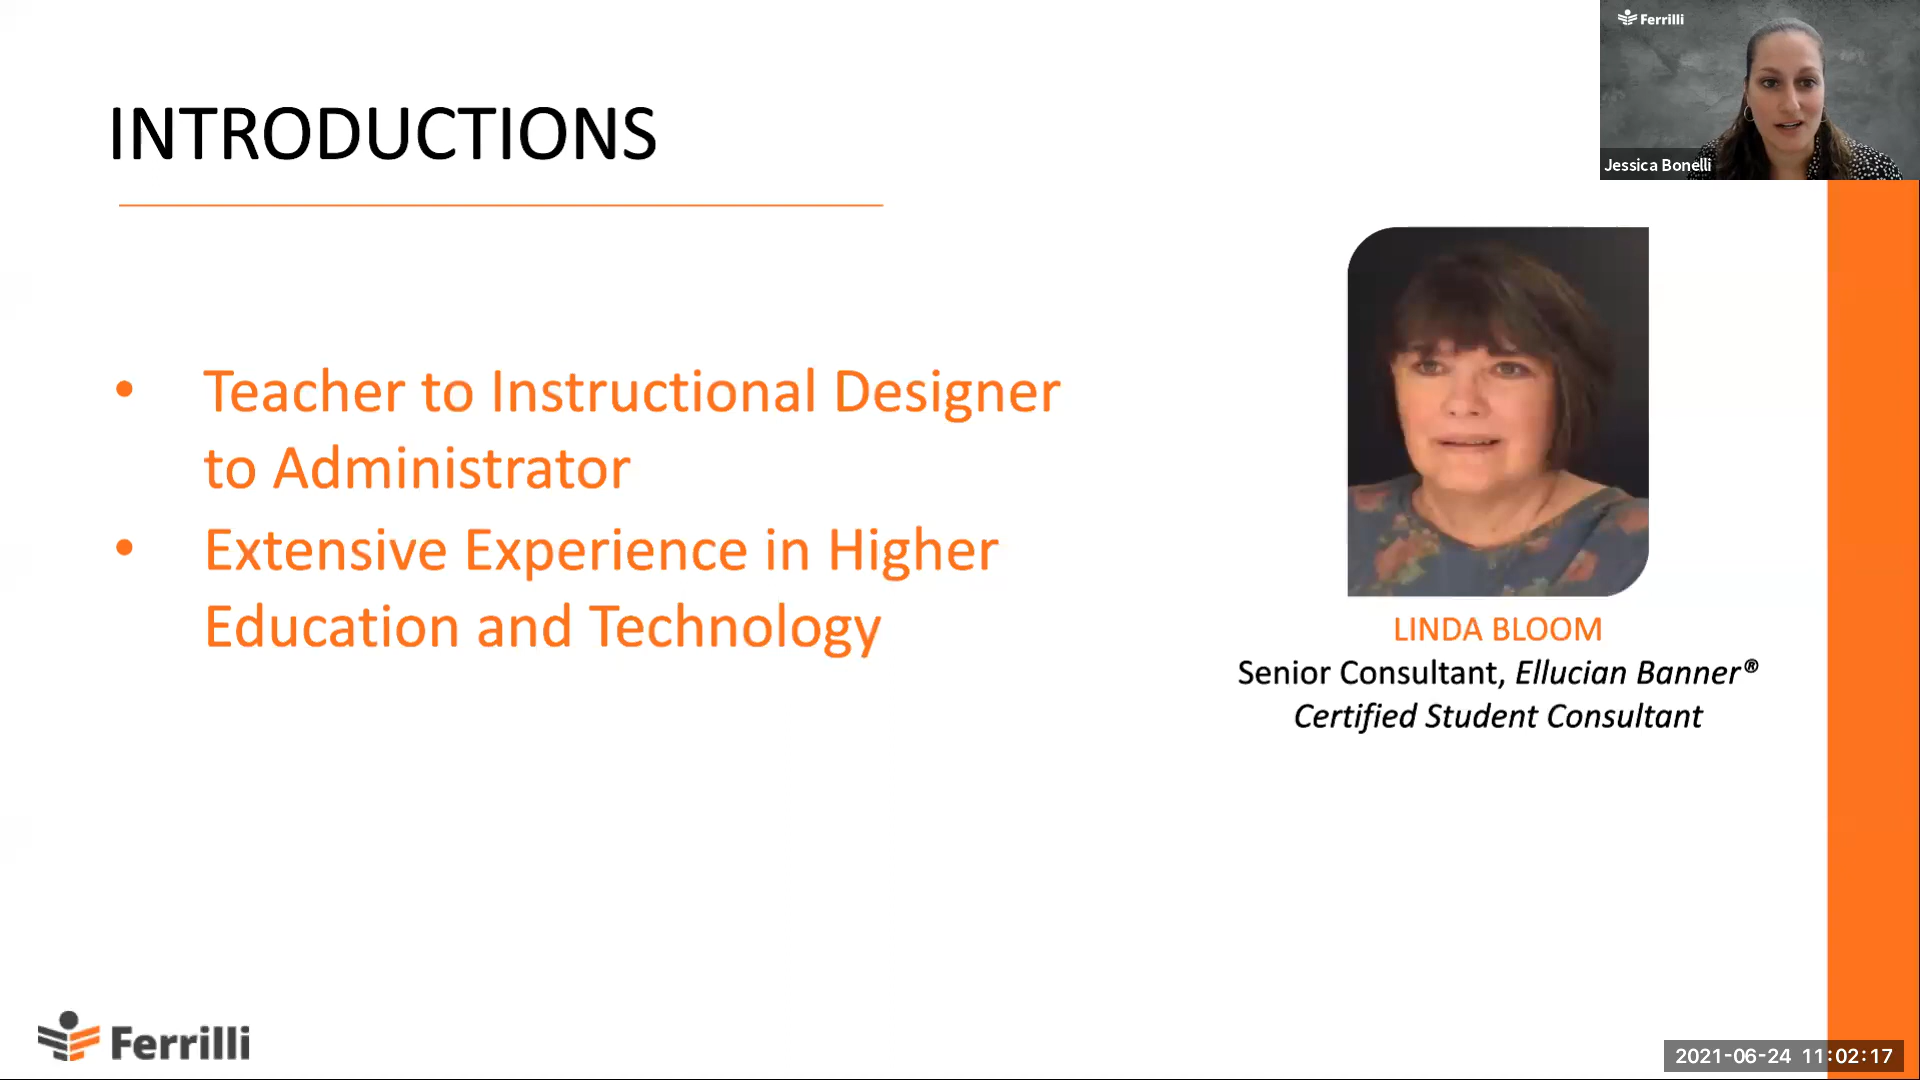 Ferrilli
Jessica Bonelli
INTRODUCTIONS
• Teacher to Instructional Designer
to Administrator
• Extensive Experience in Higher
Education and Technology
LINDA BLOOM
Senior Consultant, Ellucian Banner®
Certified Student Consultant
Ferrilli
2021-06-24 11:02:17